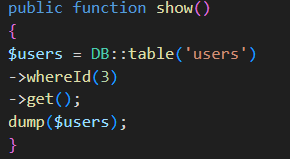 public function show()
{
$users = DB::table('users')
->whereId(3)
->get();
dump($users);
}